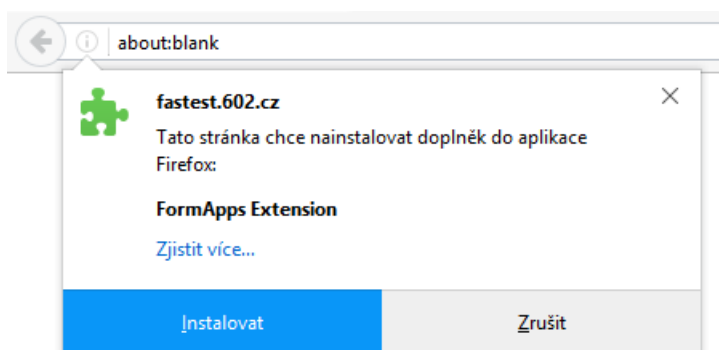 about:blank
fastest.602.cz
Tato stránka chce nainstalovat doplněk do aplikace
Firefox:
FormApps Extension
Zjistit více...
Instalovat
Zrušit